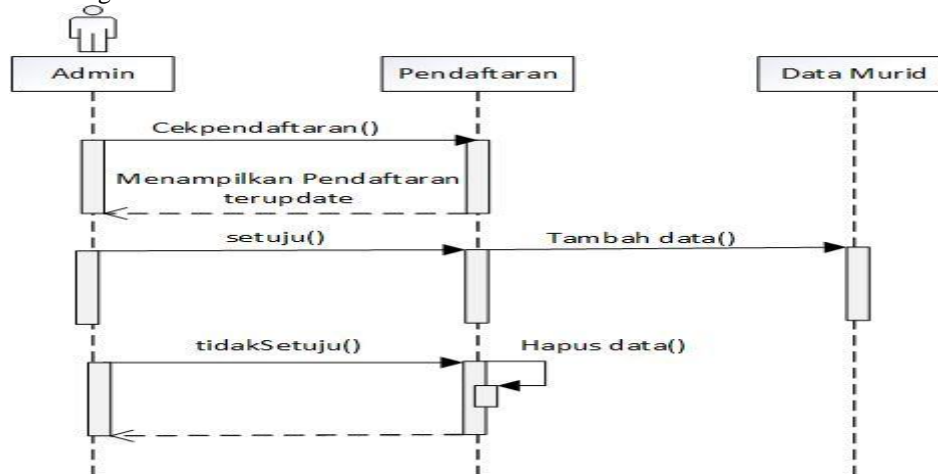 Admin
Pendaftaran
Data Murid
Cekpendaftaran()
Menampilkan Pendaftaran
terupdate
setuju()
Tambah data()
tidakSetuju()
Hapus data()